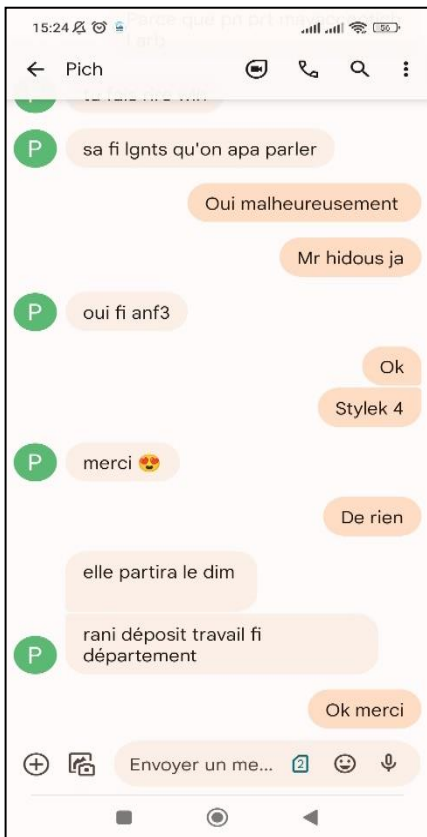 15:24
56
Pich
P
sa fi lgnts qu'on apa parler
Oui malheureusement
Mr hidous ja
P
oui fi anf3
Ok
Stylek 4
P
merci 😍
De rien
elle partira le dim
P
rani déposit travail fi
département
Ok merci
Envoyer un me...
2